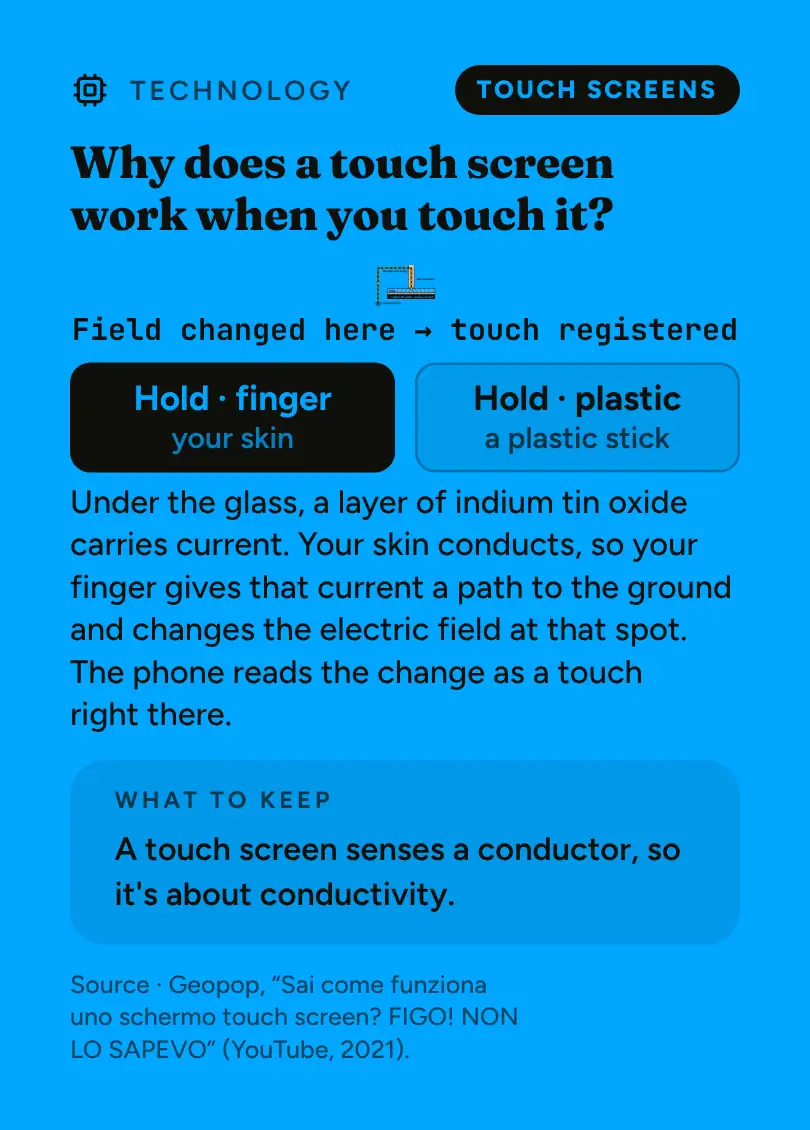 TECHNOLOGY
TOUCH SCREENS
Why does a touch screen
work when you touch it?
Field changed here → touch registered
Hold · finger
your skin
Hold · plastic
a plastic stick
Under the glass, a layer of indium tin oxide
carries current. Your skin conducts, so your
finger gives that current a path to the ground
and changes the electric field at that spot.
The phone reads the change as a touch
right there.
WHAT TO KEEP
A touch screen senses a conductor, so
it's about conductivity.
Source · Geopop, “Sai come funziona
uno schermo touch screen? FIGO! NON
LO SAPEVO” (YouTube, 2021).